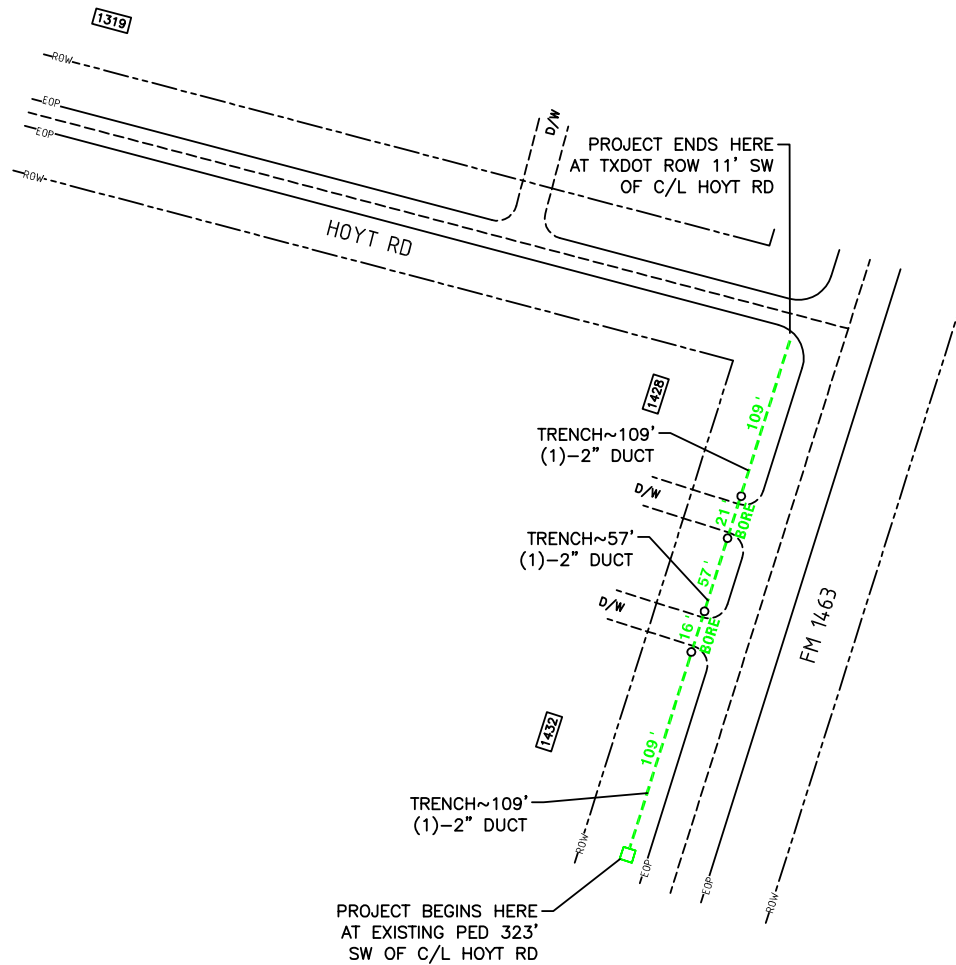 1319
ROW
EOP
EOP
ROW
D/W
PROJECT ENDS HERE
AT TXDOT ROW 11' SW
OF C/L HOYT RD
HOYT RD
1428
109'
TRENCH~109'
(1)-2" DUCT
D/W
21'
BORE
TRENCH~57'
(1)-2" DUCT
57'
D/W
16'
BORE
FM 1463
1432
109'
TRENCH~109'
(1)-2" DUCT
ROW
EOP
EOP
ROW
PROJECT BEGINS HERE
AT EXISTING PED 323'
SW OF C/L HOYT RD